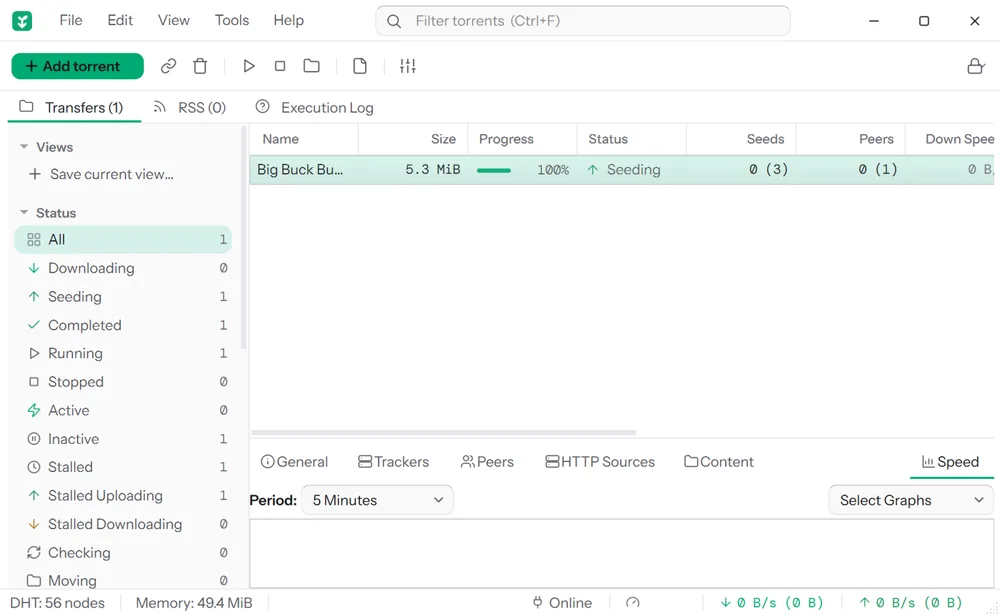 File Edit View Tools Help Filter torrents (Ctrl+F)
Add torrent
Transfers (1) RSS (0) Execution Log
Views
Save current view...
Status
All 1
Downloading 0
Seeding 1
Completed 1
Running 1
Stopped 0
Active 0
Inactive 1
Stalled 1
Stalled Uploading 1
Stalled Downloading 0
Checking 0
Moving 0
Name Size Progress Status Seeds Peers Down Spee
Big Buck Bu... 5.3 MiB 100% Seeding 0 (3) 0 (1) 0 B/
General Trackers Peers HTTP Sources Content Speed
Period: 5 Minutes Select Graphs
DHT: 56 nodes Memory: 49.4 MiB Online 0 B/s (0 B) 0 B/s (0 B)